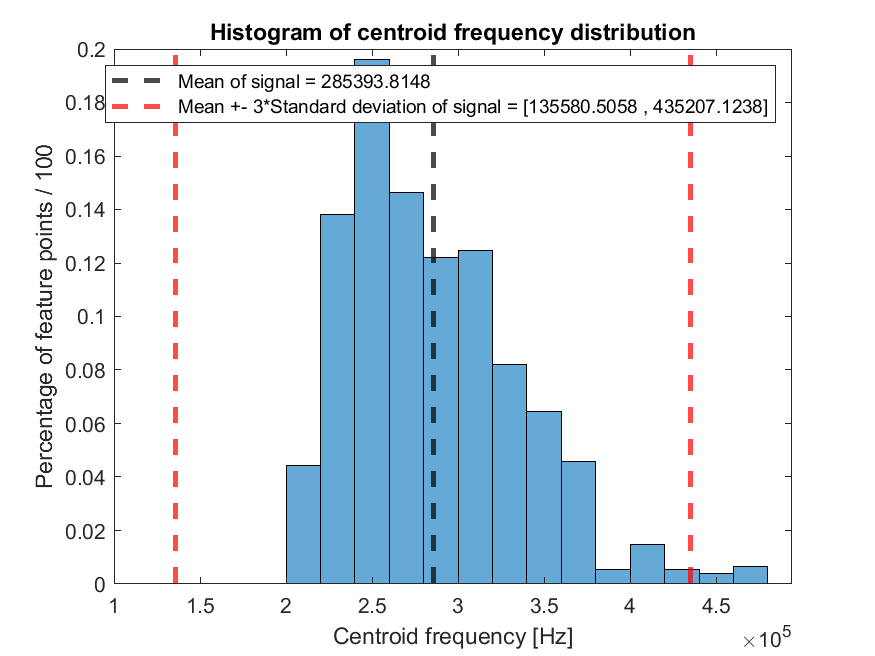 Histogram of centroid frequency distribution
Mean of signal = 285393.8148
Mean +- 3*Standard deviation of signal = [135580.5058 , 435207.1238]
Percentage of feature points / 100
0.2
0.18
0.16
0.14
0.12
0.1
0.08
0.06
0.04
0.02
0
1 1.5 2 2.5 3 3.5 4 4.5
Centroid frequency [Hz]
×10⁵